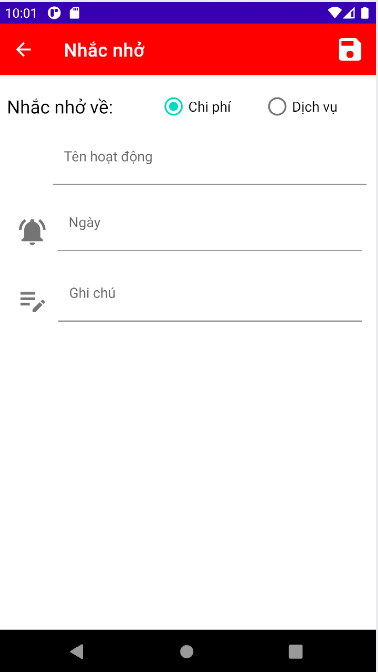 10:01
Nhắc nhở
Nhắc nhở về: Chi phí Dịch vụ
Tên hoạt động
Ngày
Ghi chú